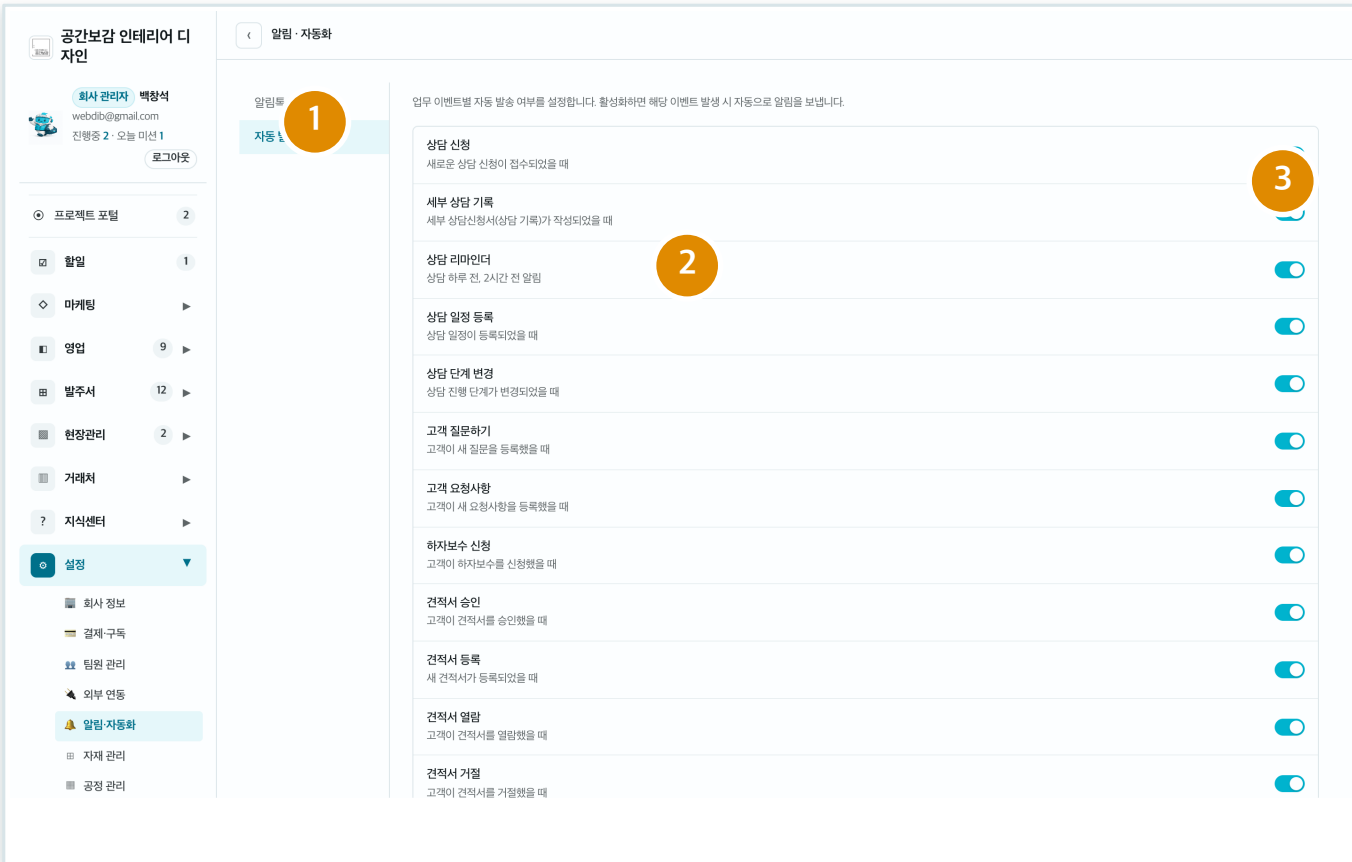 공간보감 인테리어 디
자인
회사 관리자 백창석
webdib@gmail.com
진행중 2 · 오늘 미션 1
로그아웃
프로젝트 포털 2
할일 1
마케팅 ▶
영업 9 ▶
발주서 12 ▶
현장관리 2 ▶
거래처 ▶
? 지식센터 ▶
설정 ▼
회사 정보
결제·구독
팀원 관리
외부 연동
알림·자동화
자재 관리
공정 관리
‹ 알림 · 자동화
1
자동
업무 이벤트별 자동 발송 여부를 설정합니다. 활성화하면 해당 이벤트 발생 시 자동으로 알림을 보냅니다.
상담 신청
새로운 상담 신청이 접수되었을 때
3
세부 상담 기록
세부 상담신청서(상담 기록)가 작성되었을 때
2
상담 리마인더
상담 하루 전, 2시간 전 알림
상담 일정 등록
상담 일정이 등록되었을 때
상담 단계 변경
상담 진행 단계가 변경되었을 때
고객 질문하기
고객이 새 질문을 등록했을 때
고객 요청사항
고객이 새 요청사항을 등록했을 때
하자보수 신청
고객이 하자보수를 신청했을 때
견적서 승인
고객이 견적서를 승인했을 때
견적서 등록
새 견적서가 등록되었을 때
견적서 열람
고객이 견적서를 열람했을 때
견적서 거절
고객이 견적서를 거절했을 때